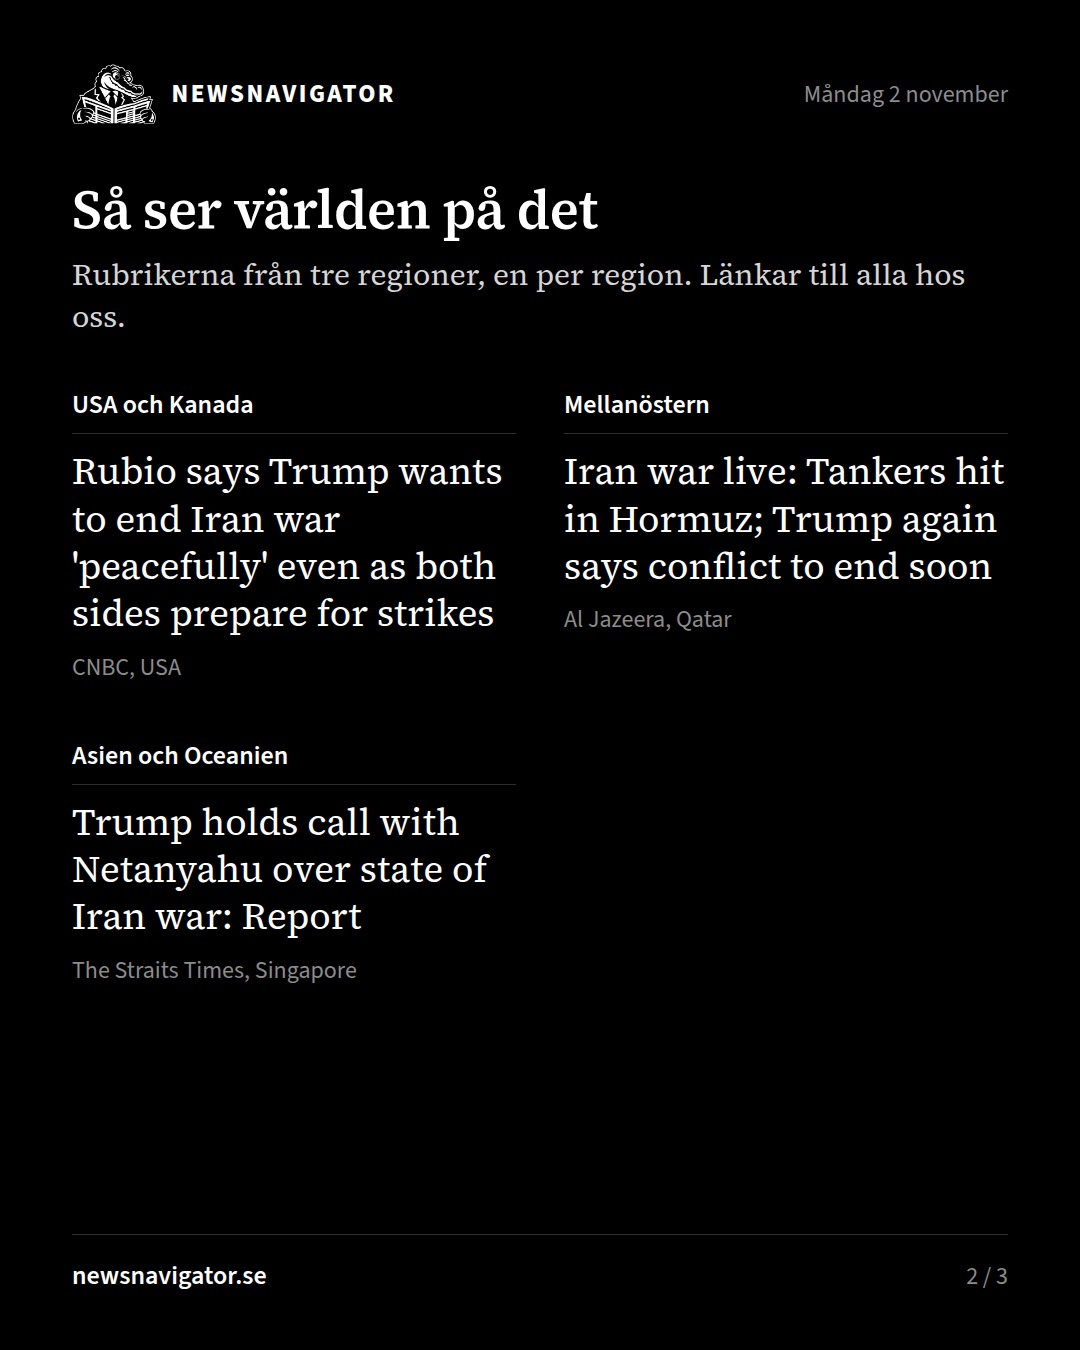 NEWSNAVIGATOR
Måndag 2 november
Så ser världen på det
Rubrikerna från tre regioner, en per region. Länkar till alla hos
oss.
USA och Kanada
Rubio says Trump wants
to end Iran war
'peacefully' even as both
sides prepare for strikes
CNBC, USA
Mellanöstern
Iran war live: Tankers hit
in Hormuz; Trump again
says conflict to end soon
Al Jazeera, Qatar
Asien och Oceanien
Trump holds call with
Netanyahu over state of
Iran war: Report
The Straits Times, Singapore
newsnavigator.se
2 / 3